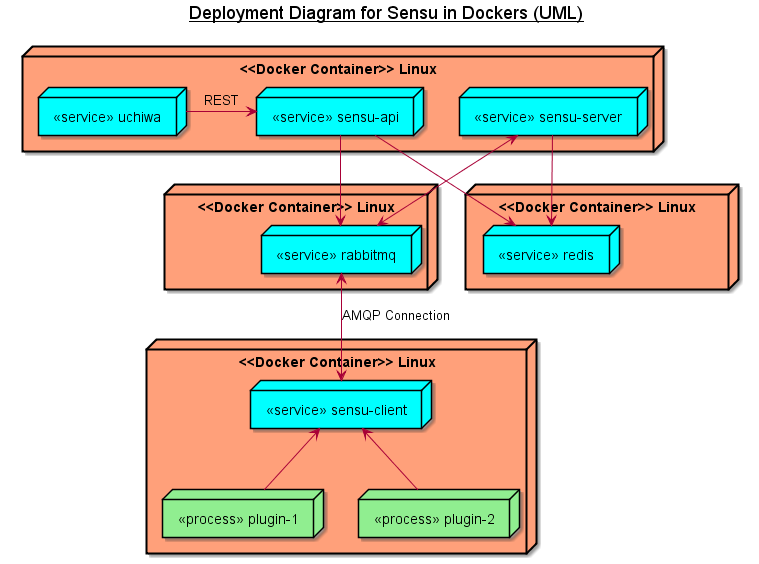 Deployment Diagram for Sensu in Dockers (UML)
<<Docker Container>> Linux
REST
«service» uchiwa
«service» sensu-api
«service» sensu-server
<<Docker Container>> Linux
<<Docker Container>> Linux
«service» rabbitmq
«service» redis
AMQP Connection
<<Docker Container>> Linux
«service» sensu-client
«process» plugin-1
«process» plugin-2